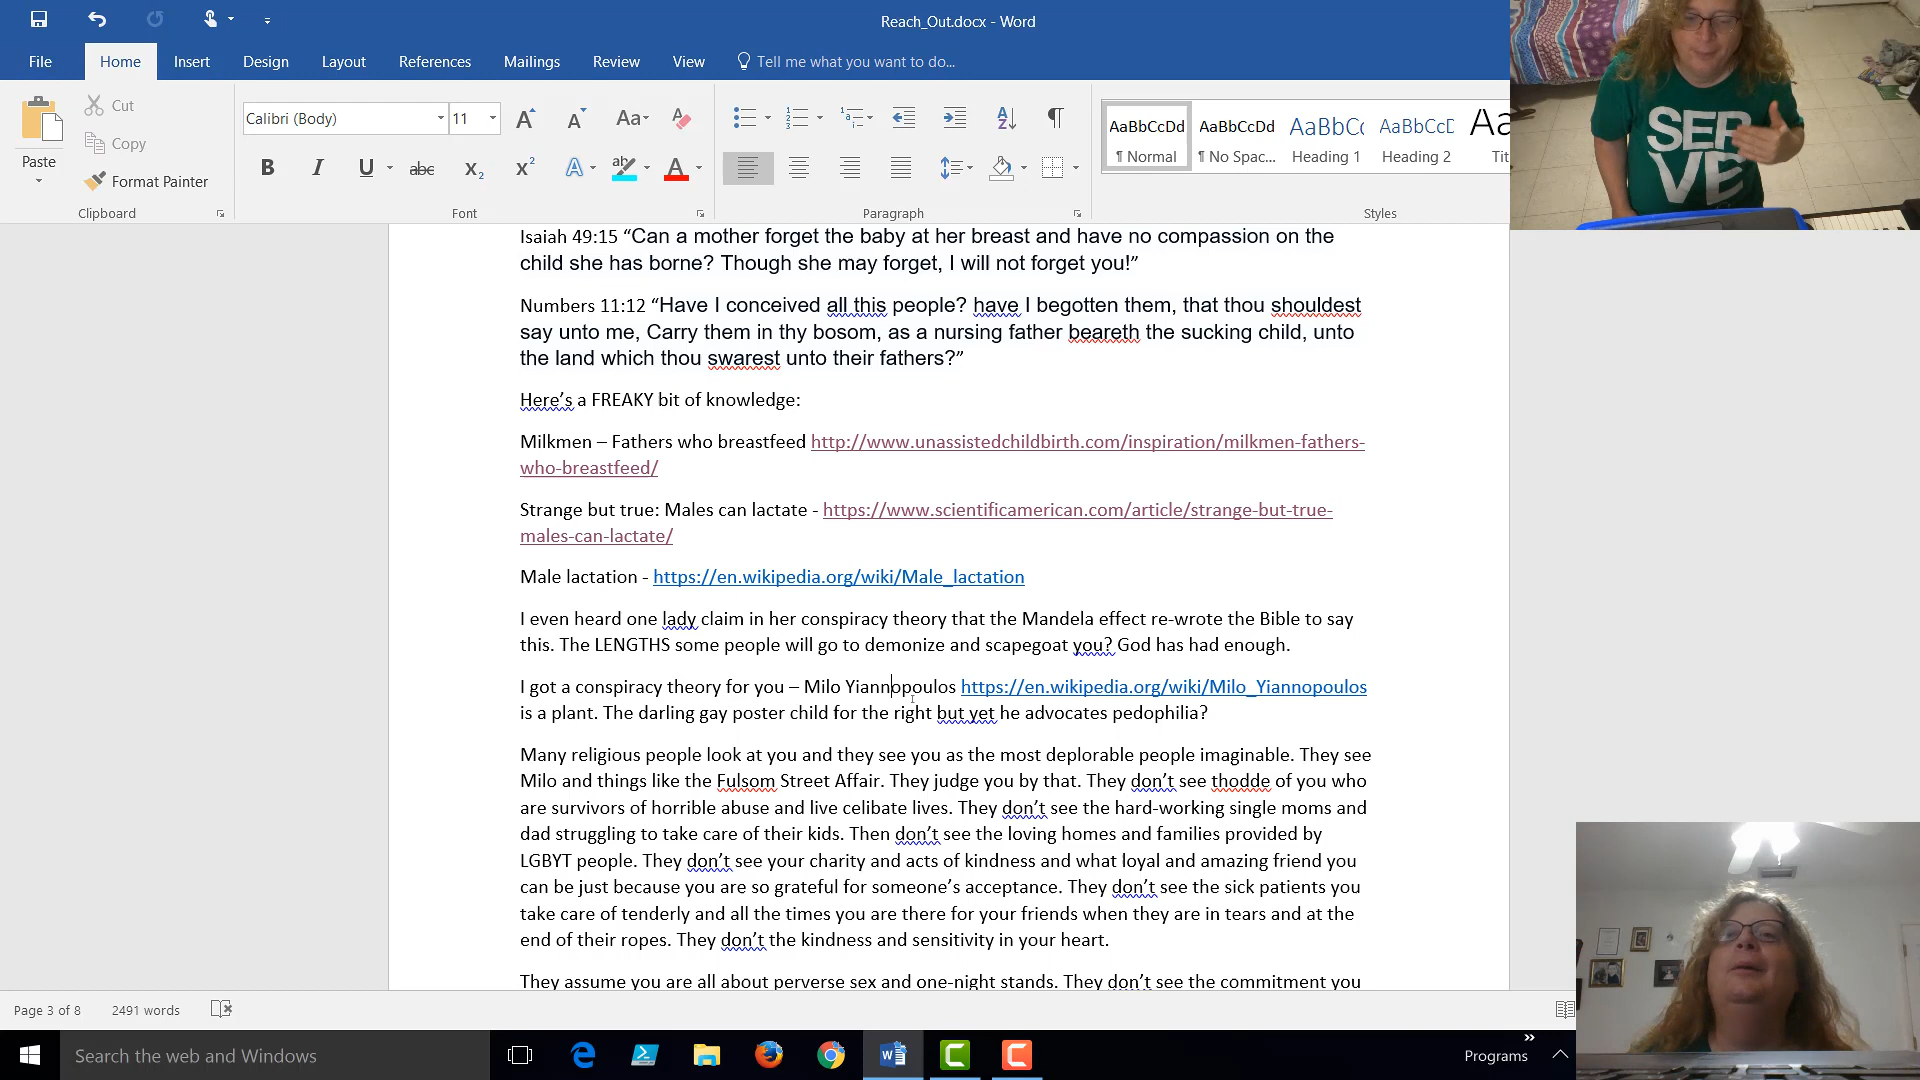 Reach_Out.docx - Word
File Home Insert Design Layout References Mailings Review View Tell me what you want to do...
Paste
Cut
Copy
Format Painter
Clipboard
Calibri (Body) 11
Font
Paragraph
AaBbCcDd AaBbCcDd AaBbCc AaBbCcD Aa
¶ Normal ¶ No Spac... Heading 1 Heading 2 Tit
Styles
SERVE
Isaiah 49:15 “Can a mother forget the baby at her breast and have no compassion on the
child she has borne? Though she may forget, I will not forget you!”
Numbers 11:12 “Have I conceived all this people? have I begotten them, that thou shouldest
say unto me, Carry them in thy bosom, as a nursing father beareth the sucking child, unto
the land which thou swarest unto their fathers?”
Here’s a FREAKY bit of knowledge:
Milkmen – Fathers who breastfeed http://www.unassistedchildbirth.com/inspiration/milkmen-fathers-
who-breastfeed/
Strange but true: Males can lactate - https://www.scientificamerican.com/article/strange-but-true-
males-can-lactate/
Male lactation - https://en.wikipedia.org/wiki/Male_lactation
I even heard one lady claim in her conspiracy theory that the Mandela effect re-wrote the Bible to say
this. The LENGTHS some people will go to demonize and scapegoat you? God has had enough.
I got a conspiracy theory for you – Milo Yiannopoulos https://en.wikipedia.org/wiki/Milo_Yiannopoulos
is a plant. The darling gay poster child for the right but yet he advocates pedophilia?
Many religious people look at you and they see you as the most deplorable people imaginable. They see
Milo and things like the Fulsom Street Affair. They judge you by that. They don’t see thodde of you who
are survivors of horrible abuse and live celibate lives. They don’t see the hard-working single moms and
dad struggling to take care of their kids. Then don’t see the loving homes and families provided by
LGBYT people. They don’t see your charity and acts of kindness and what loyal and amazing friend you
can be just because you are so grateful for someone’s acceptance. They don’t see the sick patients you
take care of tenderly and all the times you are there for your friends when they are in tears and at the
end of their ropes. They don’t the kindness and sensitivity in your heart.
They assume you are all about perverse sex and one-night stands. They don’t see the commitment you
Page 3 of 8 2491 words
Search the web and Windows
Programs